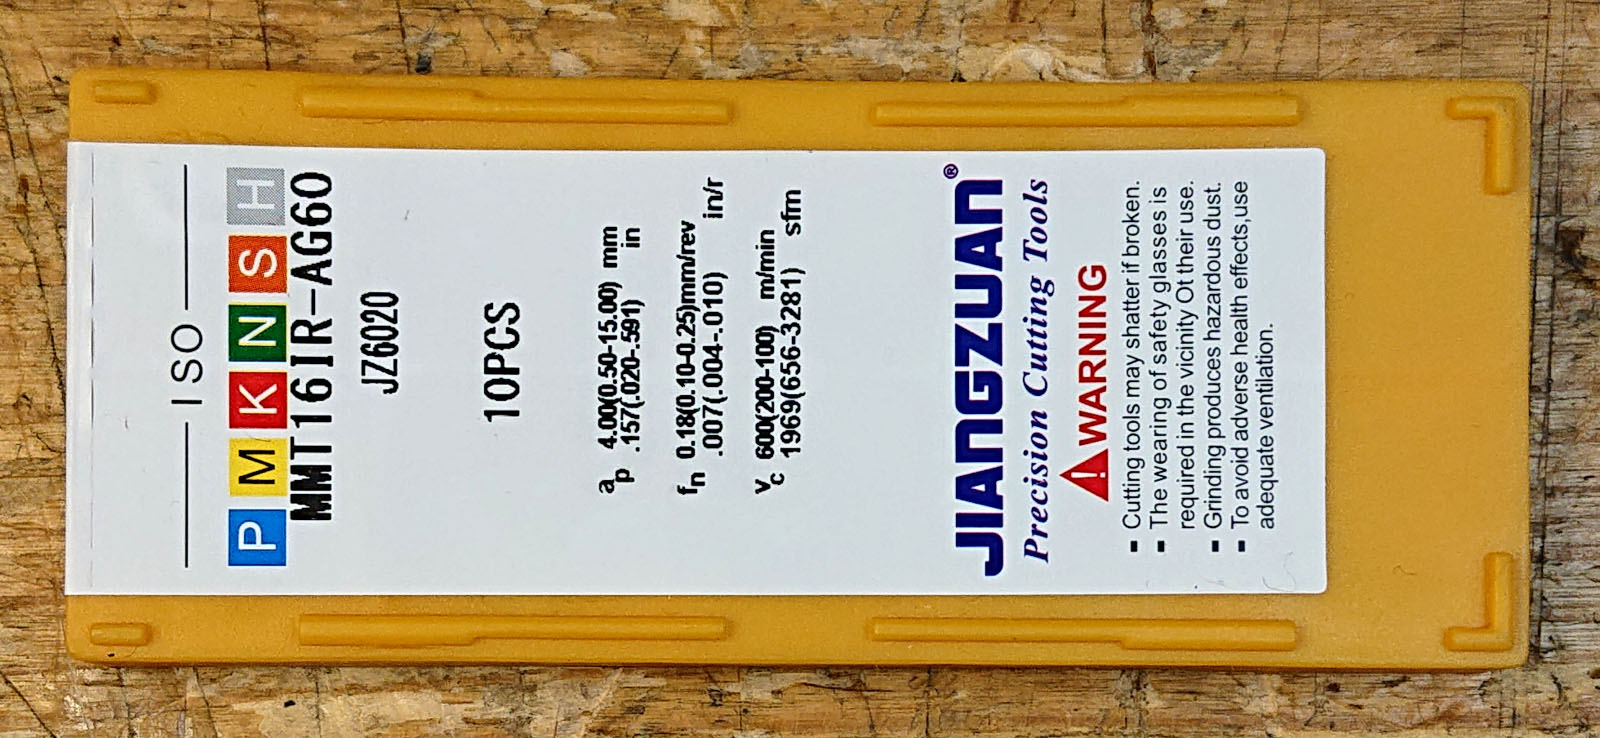 ISO
P M K N S H
MMT16IR-AG60
JZ6020
10PCS
ap 4.00(0.50-15.00) mm
.157(.020-.591) in
fn 0.18(0.10-0.25)mm/rev
.007(.004-.010) in/r
vc 600(200-100) m/min
1969(656-3281) sfm
JIANGZUAN®
Precision Cutting Tools
WARNING
▪ Cutting tools may shatter if broken.
▪ The wearing of safety glasses is
required in the vicinity Ot their use.
▪ Grinding produces hazardous dust.
▪ To avoid adverse health effects,use
adequate ventilation.